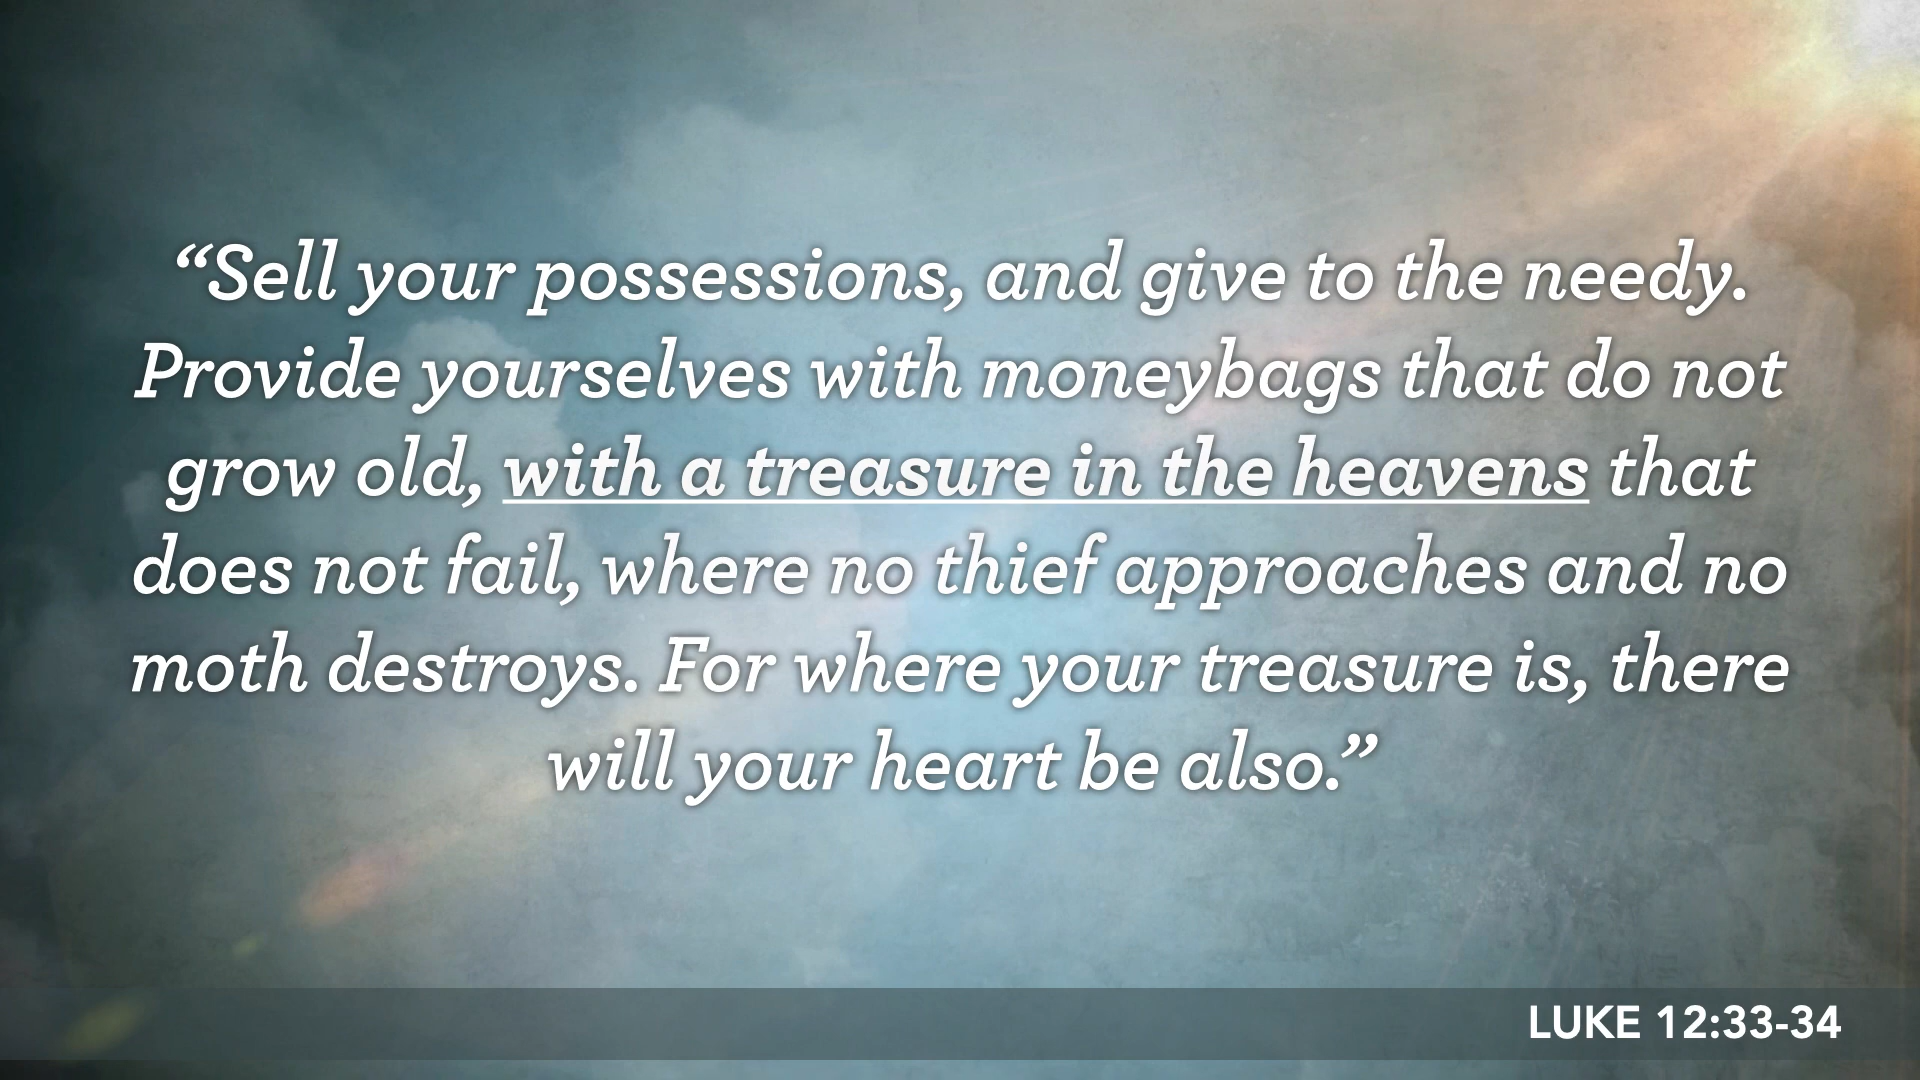 “Sell your possessions, and give to the needy.
Provide yourselves with moneybags that do not
grow old, with a treasure in the heavens that
does not fail, where no thief approaches and no
moth destroys. For where your treasure is, there
will your heart be also.”
LUKE 12:33-34